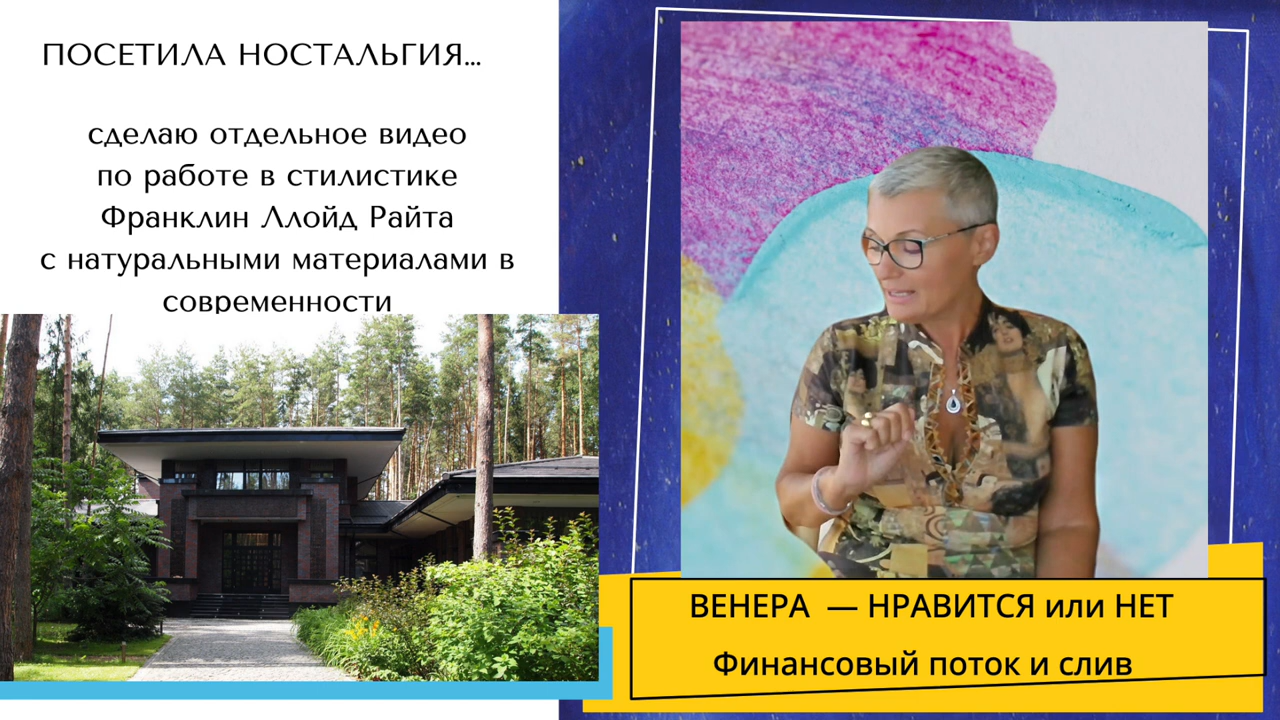 ПОСЕТИЛА НОСТАЛЬГИЯ...
сделаю отдельное видео
по работе в стилистике
Франклин Ллойд Райта
с натуральными материалами в
современности
ВЕНЕРА — НРАВИТСЯ или НЕТ
Финансовый поток и слив